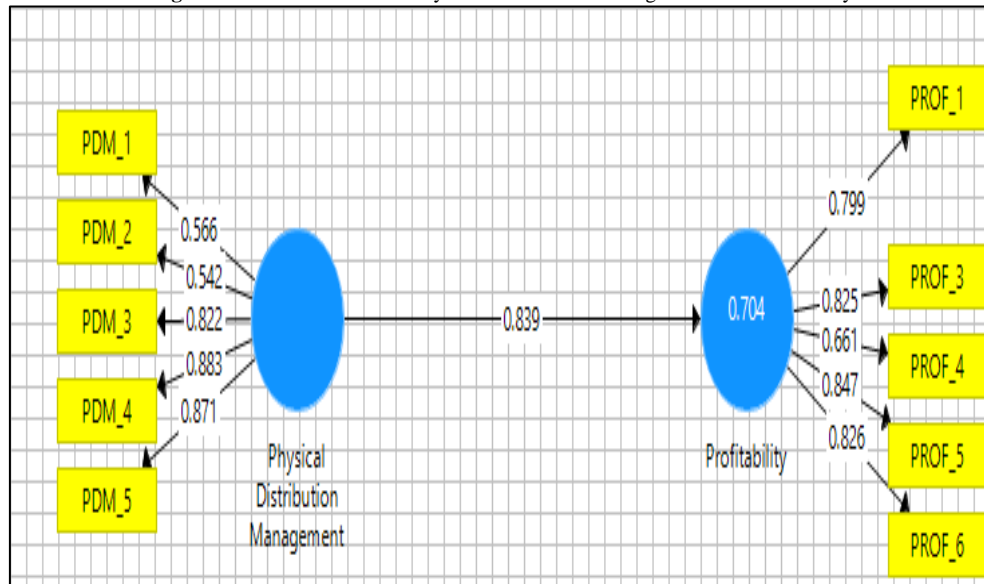 PDM_1
PDM_2
PDM_3
PDM_4
PDM_5
0.566
0.542
0.822
0.883
0.871
Physical
Distribution
Management
0.839
0.704
Profitability
0.799
0.825
0.661
0.847
0.826
PROF_1
PROF_3
PROF_4
PROF_5
PROF_6